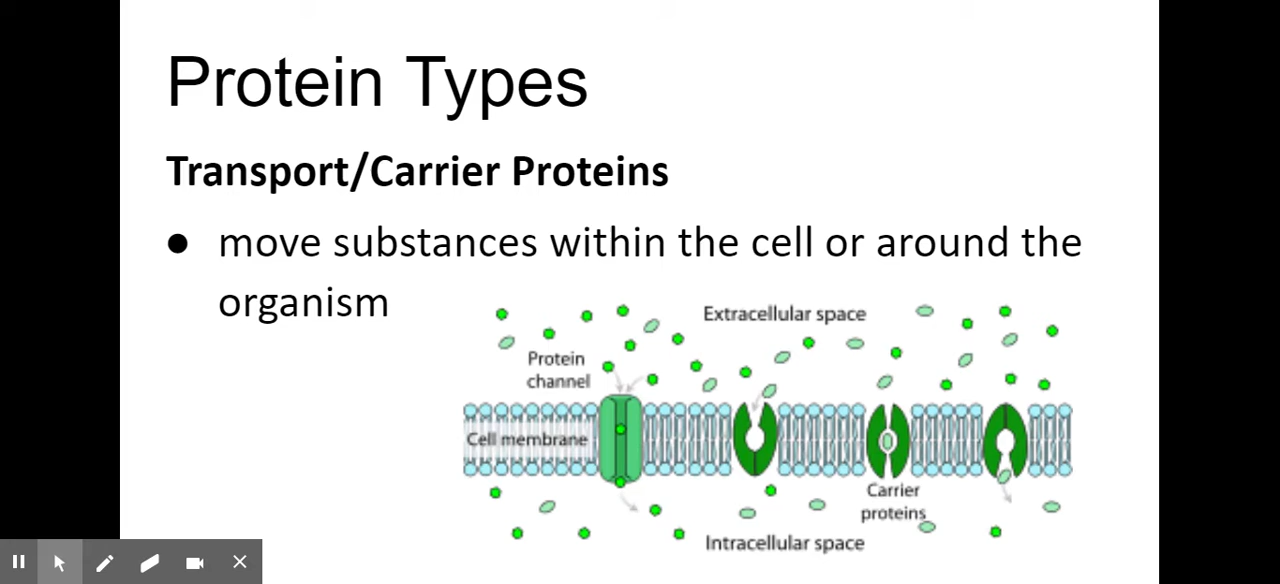 Protein Types
Transport/Carrier Proteins
● move substances within the cell or around the
organism
Extracellular space
Protein
channel
Cell membrane
Carrier
proteins
Intracellular space